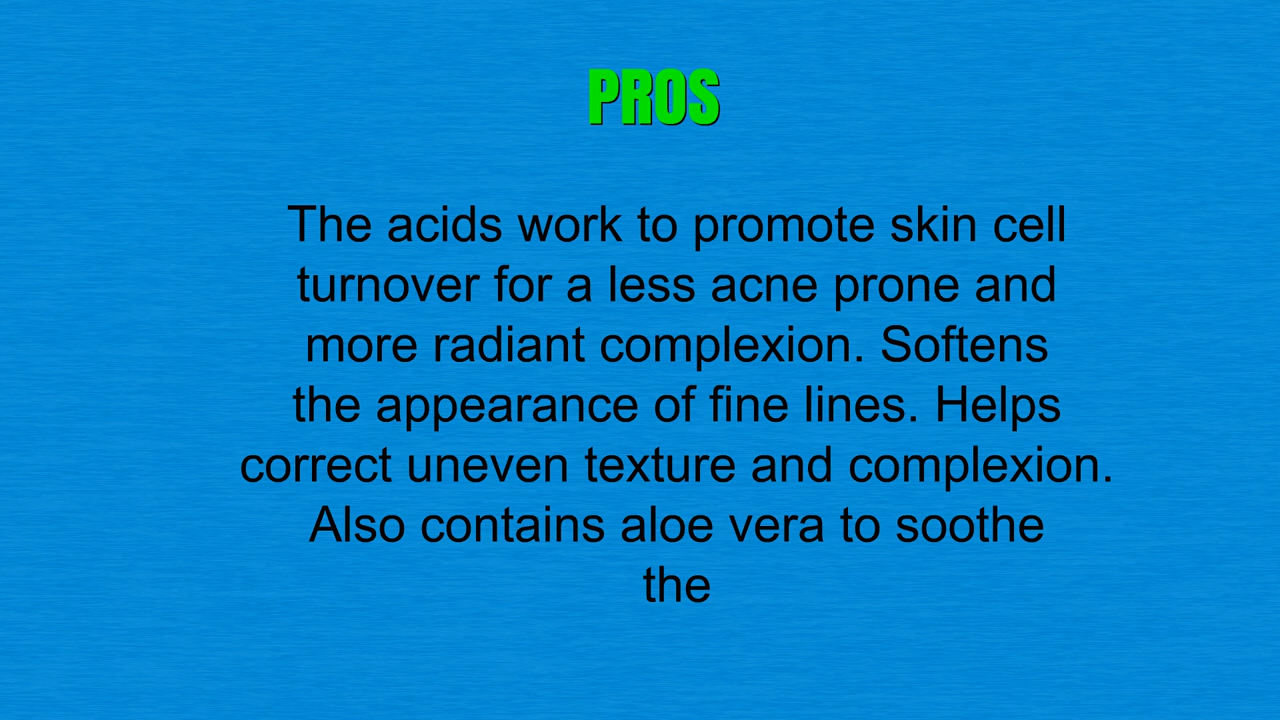 PROS
The acids work to promote skin cell
turnover for a less acne prone and
more radiant complexion. Softens
the appearance of fine lines. Helps
correct uneven texture and complexion.
Also contains aloe vera to soothe
the